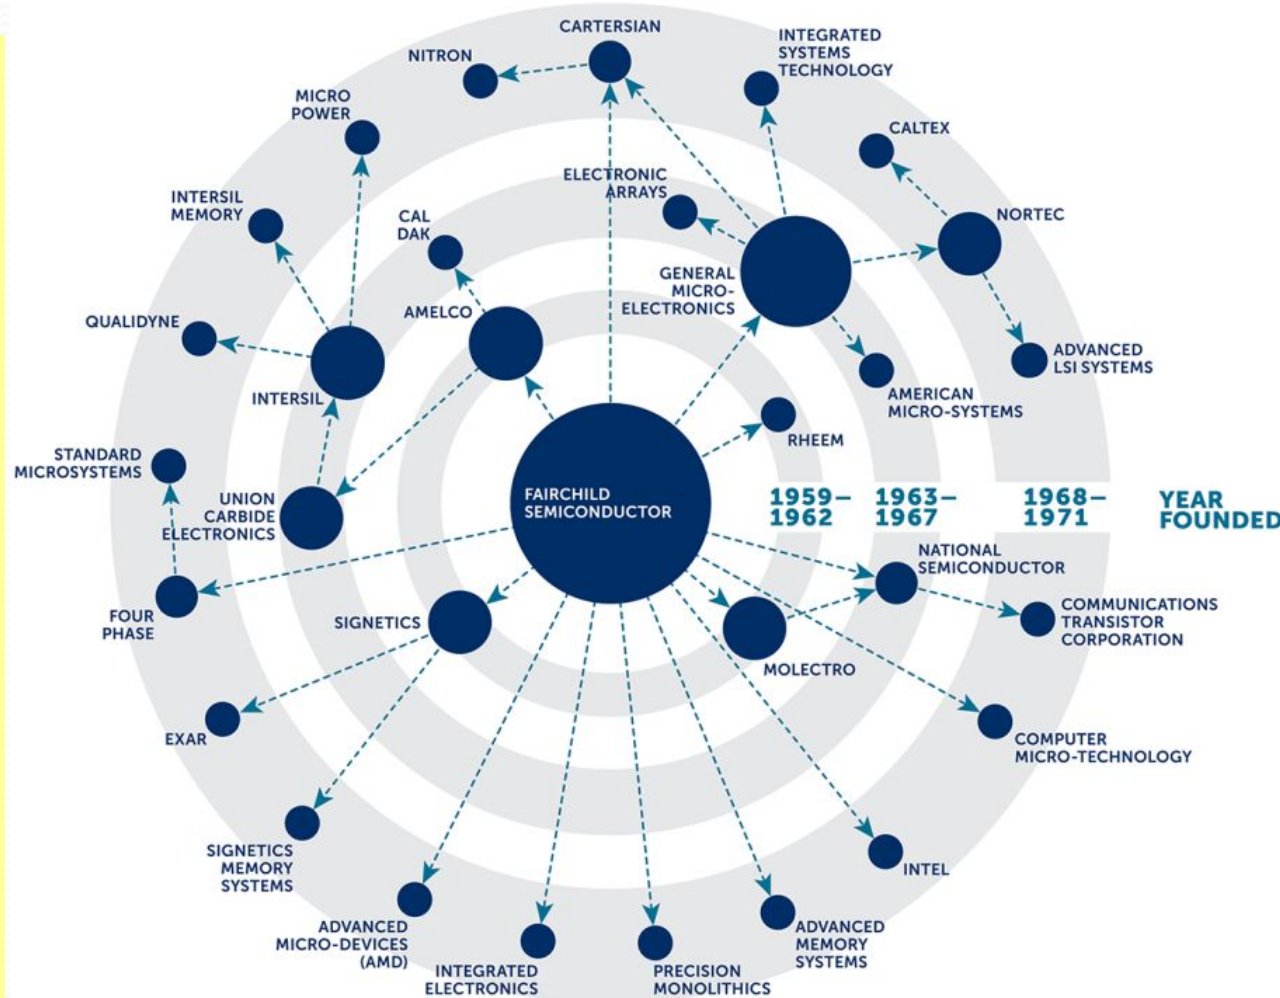 CARTERSIAN
NITRON
INTEGRATED
SYSTEMS
TECHNOLOGY
MICRO
POWER
CALTEX
ELECTRONIC
ARRAYS
INTERSIL
MEMORY
CAL
DAK
NORTEC
GENERAL
MICRO-
ELECTRONICS
AMELCO
QUALIDYNE
ADVANCED
LSI SYSTEMS
INTERSIL
AMERICAN
MICRO-SYSTEMS
RHEEM
STANDARD
MICROSYSTEMS
UNION
CARBIDE
ELECTRONICS
FAIRCHILD
SEMICONDUCTOR
1959–
1962
1963–
1967
1968–
1971
YEAR
FOUNDED
NATIONAL
SEMICONDUCTOR
FOUR
PHASE
SIGNETICS
COMMUNICATIONS
TRANSISTOR
CORPORATION
MOLECTRO
EXAR
COMPUTER
MICRO-TECHNOLOGY
SIGNETICS
MEMORY
SYSTEMS
INTEL
ADVANCED
MICRO-DEVICES
(AMD)
INTEGRATED
ELECTRONICS
PRECISION
MONOLITHICS
ADVANCED
MEMORY
SYSTEMS